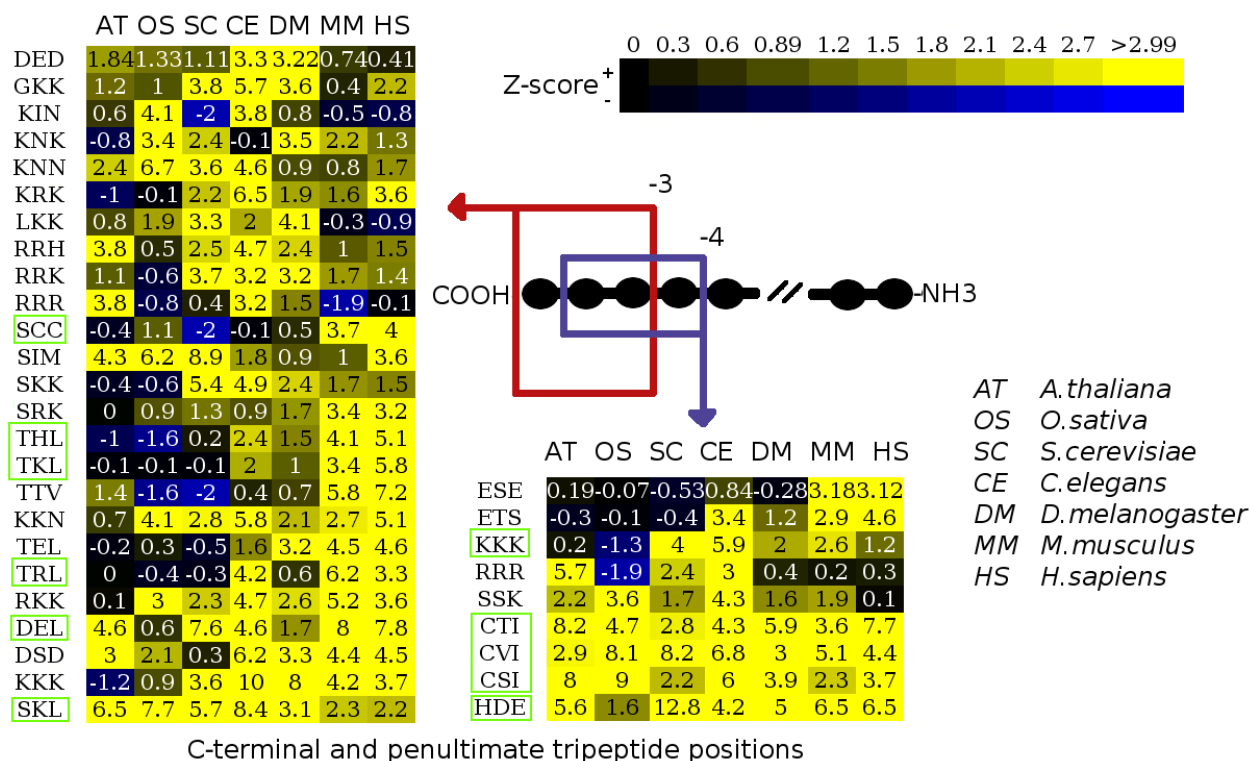 AT OS SC CE DM MM HS
DED 1.84 1.33 1.11 3.3 3.22 0.74 0.41
GKK 1.2 1 3.8 5.7 3.6 0.4 2.2
KIN 0.6 4.1 -2 3.8 0.8 -0.5 -0.8
KNK -0.8 3.4 2.4 -0.1 3.5 2.2 1.3
KNN 2.4 6.7 3.6 4.6 0.9 0.8 1.7
KRK -1 -0.1 2.2 6.5 1.9 1.6 3.6
LKK 0.8 1.9 3.3 2 4.1 -0.3 -0.9
RRH 3.8 0.5 2.5 4.7 2.4 1 1.5
RRK 1.1 -0.6 3.7 3.2 3.2 1.7 1.4
RRR 3.8 -0.8 0.4 3.2 1.5 -1.9 -0.1
SCC -0.4 1.1 -2 -0.1 0.5 3.7 4
SIM 4.3 6.2 8.9 1.8 0.9 1 3.6
SKK -0.4 -0.6 5.4 4.9 2.4 1.7 1.5
SRK 0 0.9 1.3 0.9 1.7 3.4 3.2
THL -1 -1.6 0.2 2.4 1.5 4.1 5.1
TKL -0.1 -0.1 -0.1 2 1 3.4 5.8
TTV 1.4 -1.6 -2 0.4 0.7 5.8 7.2
KKN 0.7 4.1 2.8 5.8 2.1 2.7 5.1
TEL -0.2 0.3 -0.5 1.6 3.2 4.5 4.6
TRL 0 -0.4 -0.3 4.2 0.6 6.2 3.3
RKK 0.1 3 2.3 4.7 2.6 5.2 3.6
DEL 4.6 0.6 7.6 4.6 1.7 8 7.8
DSD 3 2.1 0.3 6.2 3.3 4.4 4.5
KKK -1.2 0.9 3.6 10 8 4.2 3.7
SKL 6.5 7.7 5.7 8.4 3.1 2.3 2.2
0 0.3 0.6 0.89 1.2 1.5 1.8 2.1 2.4 2.7 >2.99
Z-score + -
-3
-4
COOH -NH3
AT OS SC CE DM MM HS
ESE 0.19 -0.07 -0.53 0.84 -0.28 3.18 3.12
ETS -0.3 -0.1 -0.4 3.4 1.2 2.9 4.6
KKK 0.2 -1.3 4 5.9 2 2.6 1.2
RRR 5.7 -1.9 2.4 3 0.4 0.2 0.3
SSK 2.2 3.6 1.7 4.3 1.6 1.9 0.1
CTI 8.2 4.7 2.8 4.3 5.9 3.6 7.7
CVI 2.9 8.1 8.2 6.8 3 5.1 4.4
CSI 8 9 2.2 6 3.9 2.3 3.7
HDE 5.6 1.6 12.8 4.2 5 6.5 6.5
AT A.thaliana
OS O.sativa
SC S.cerevisiae
CE C.elegans
DM D.melanogaster
MM M.musculus
HS H.sapiens
C-terminal and penultimate tripeptide positions